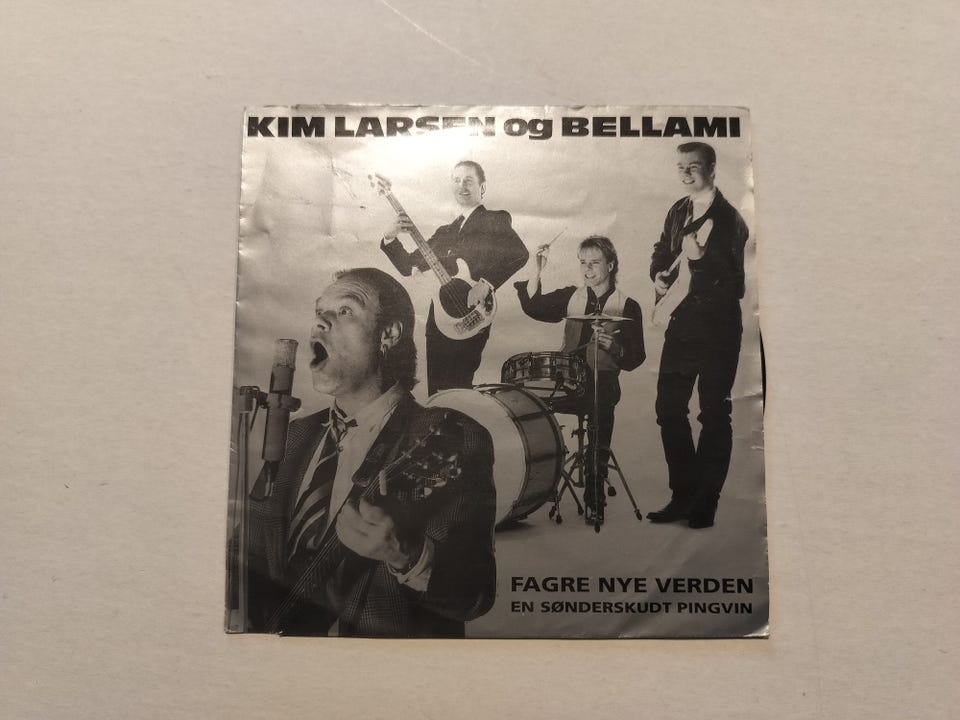 KIM LARSEN og BELLAMI
FAGRE NYE VERDEN
EN SØNDERSKUDT PINGVIN